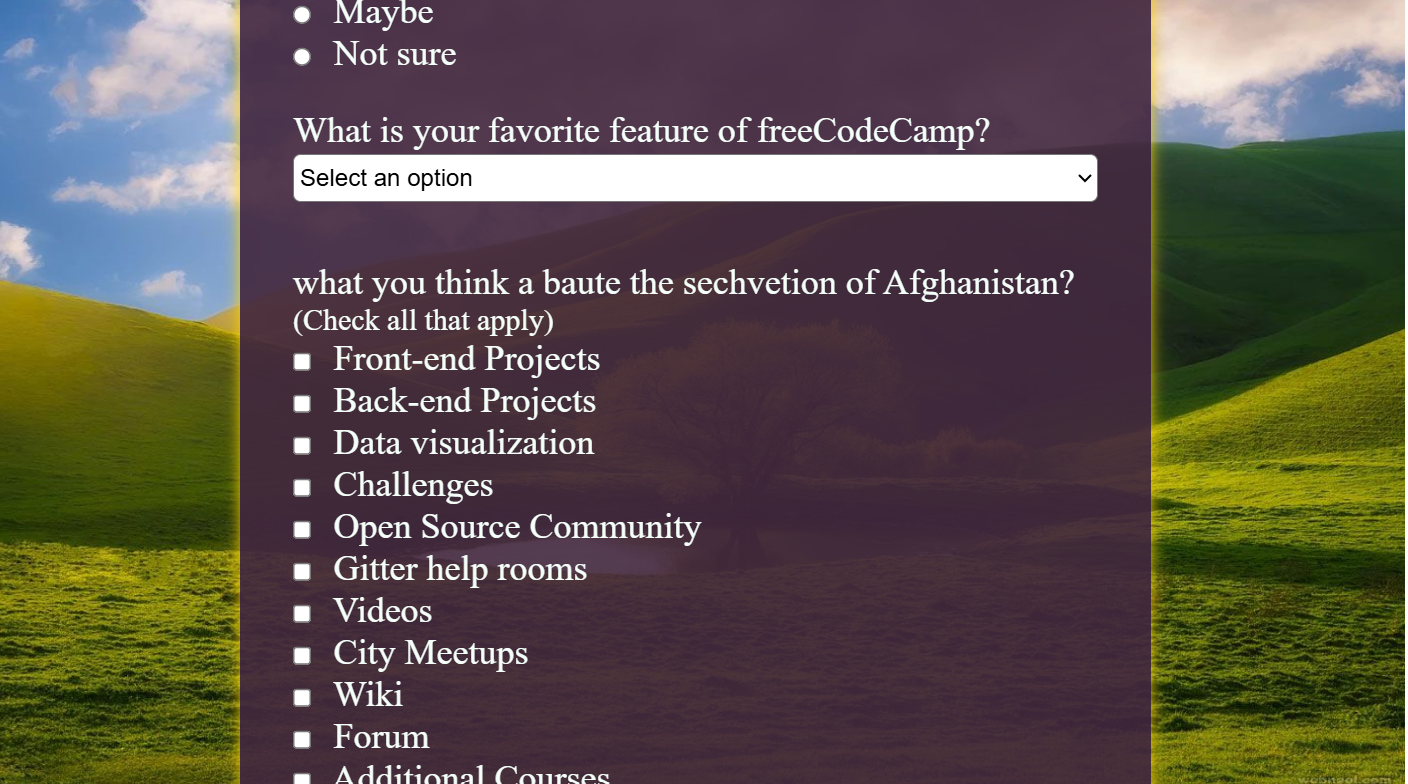 Maybe
Not sure
What is your favorite feature of freeCodeCamp?
Select an option
what you think a baute the sechvetion of Afghanistan?
(Check all that apply)
Front-end Projects
Back-end Projects
Data visualization
Challenges
Open Source Community
Gitter help rooms
Videos
City Meetups
Wiki
Forum
Additional Courses